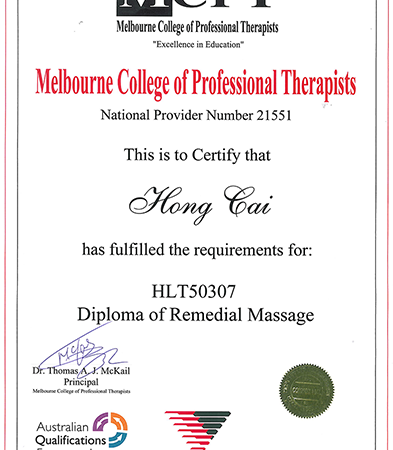 MCPT
Melbourne College of Professional Therapists
"Excellence in Education"
Melbourne College of Professional Therapists
National Provider Number 21551
This is to Certify that
Hong Cai
has fulfilled the requirements for:
HLT50307
Diploma of Remedial Massage
Dr. Thomas A. J. McKail
Principal
Melbourne College of Professional Therapists
Australian
Qualifications